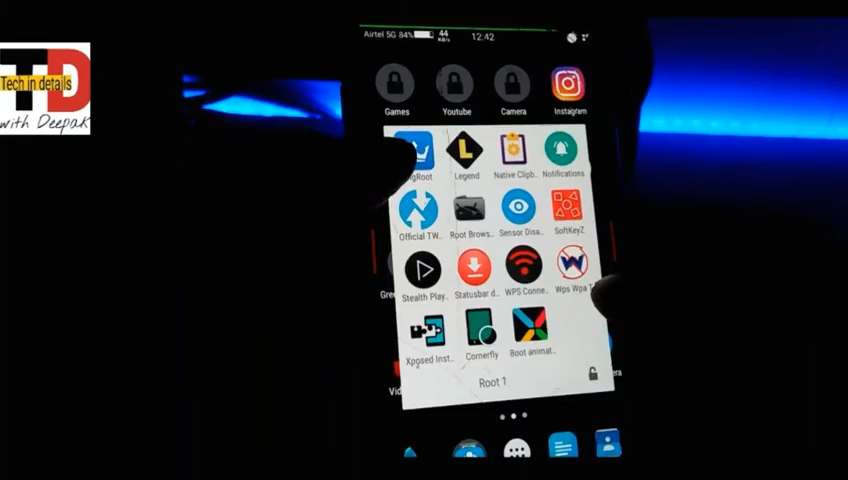 Tech in details
TD
with Deepak
Airtel 5G 84% 44 12:42
KB/s
Games Youtube Camera Instagram
Legend Native Clipb.. Notifications
Official TW.. Root Brows.. Sensor Disa.. SoftKeyZ
Stealth Play.. Statusbar d.. WPS Conne.. Wps Wpa T
Xposed Inst.. Cornerfly Boot animat..
Root 1